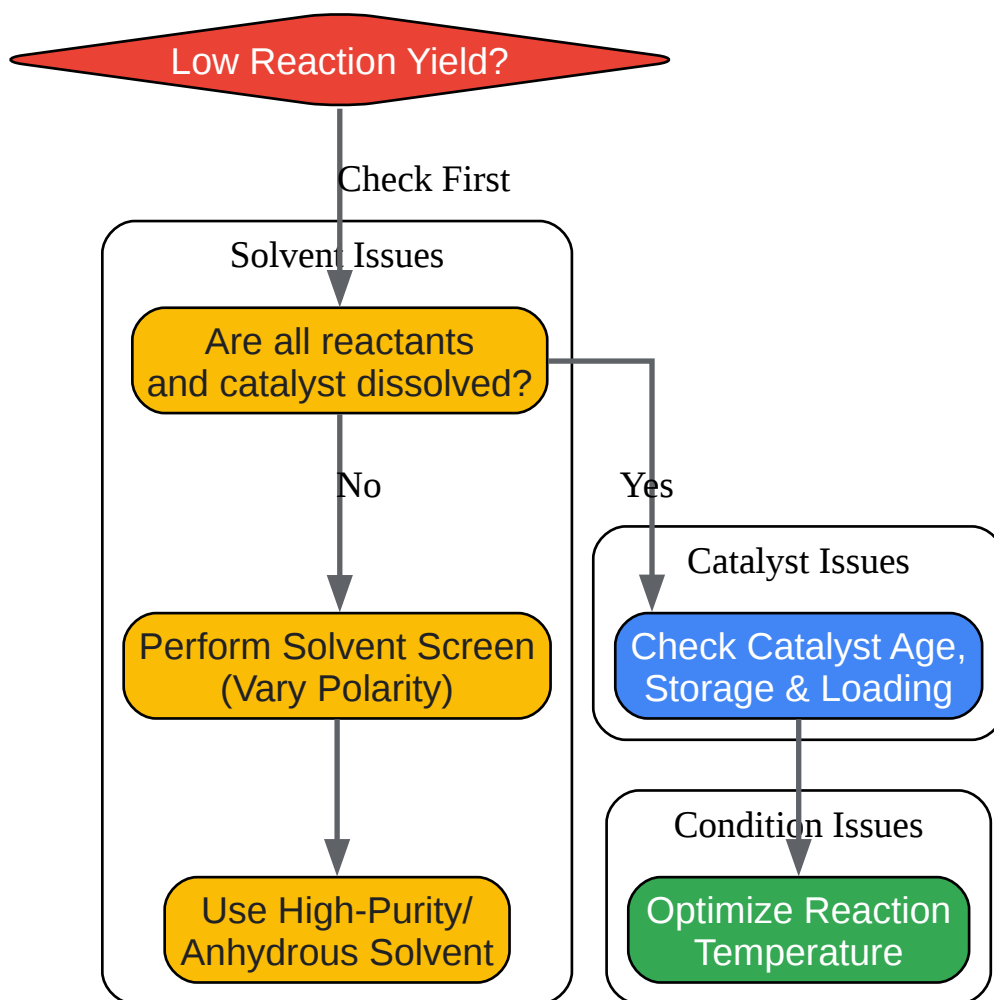 Low Reaction Yield?
Check First
Solvent Issues
Are all reactants
and catalyst dissolved?
No
Yes
Catalyst Issues
Perform Solvent Screen
(Vary Polarity)
Check Catalyst Age,
Storage & Loading
Condition Issues
Use High-Purity/
Anhydrous Solvent
Optimize Reaction
Temperature